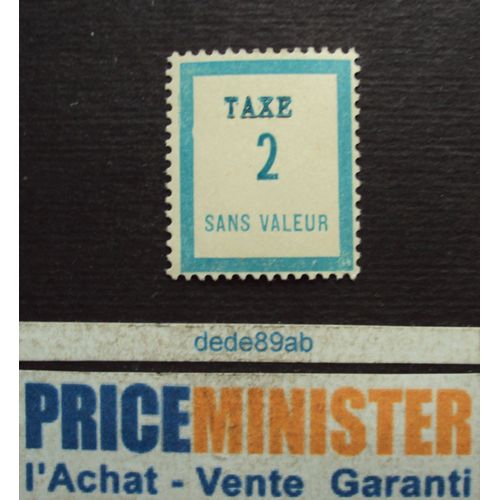 TAXE
2
SANS VALEUR
dede89ab
PRICEMINISTER
l'Achat - Vente Garanti